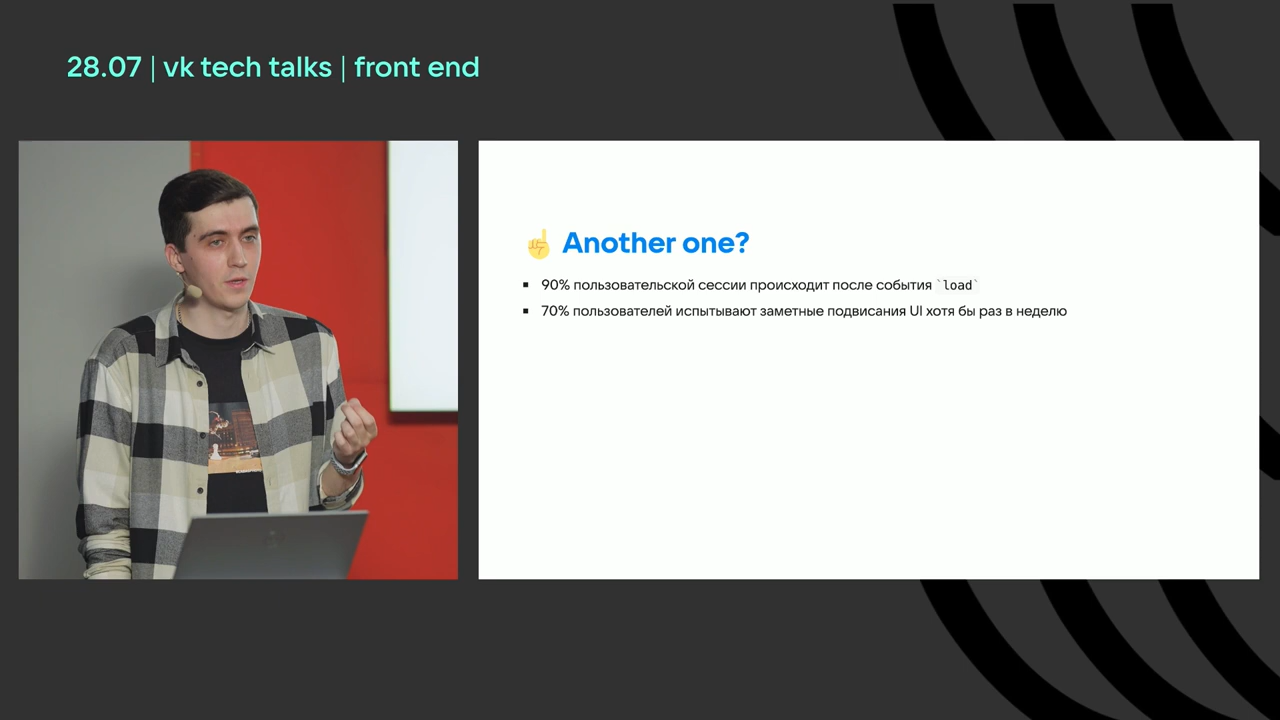 28.07 | vk tech talks | front end
☝️ Another one?
▪ 90% пользовательской сессии происходит после события `load`
▪ 70% пользователей испытывают заметные подвисания UI хотя бы раз в неделю